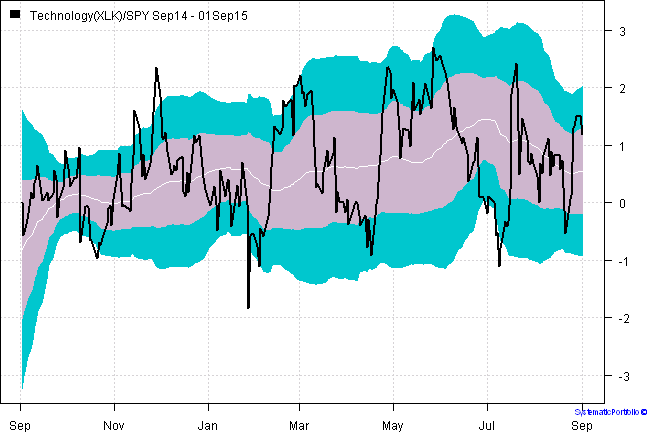 Technology(XLK)/SPY Sep14 - 01Sep15
3
2
1
0
-1
-2
-3
Sep Nov Jan Mar May Jul Sep
SystematicPortfolio ©